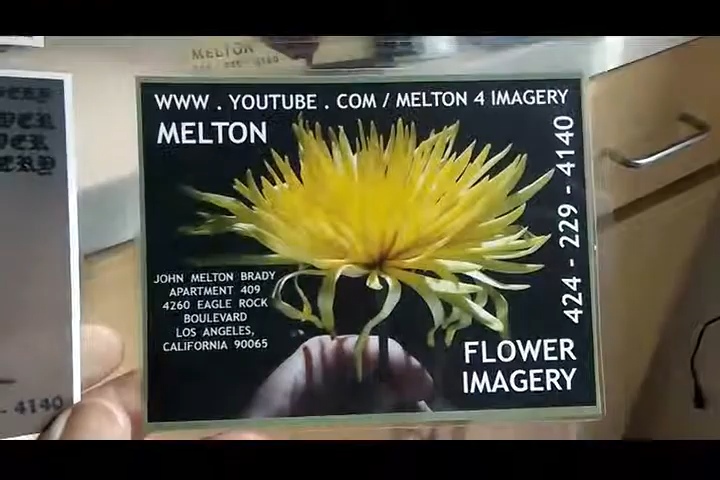 MELTON
WWW . YOUTUBE . COM / MELTON 4 IMAGERY
MELTON
424 - 229 - 4140
JOHN MELTON BRADY
APARTMENT 409
4260 EAGLE ROCK
BOULEVARD
LOS ANGELES,
CALIFORNIA 90065
FLOWER
IMAGERY
- 4140